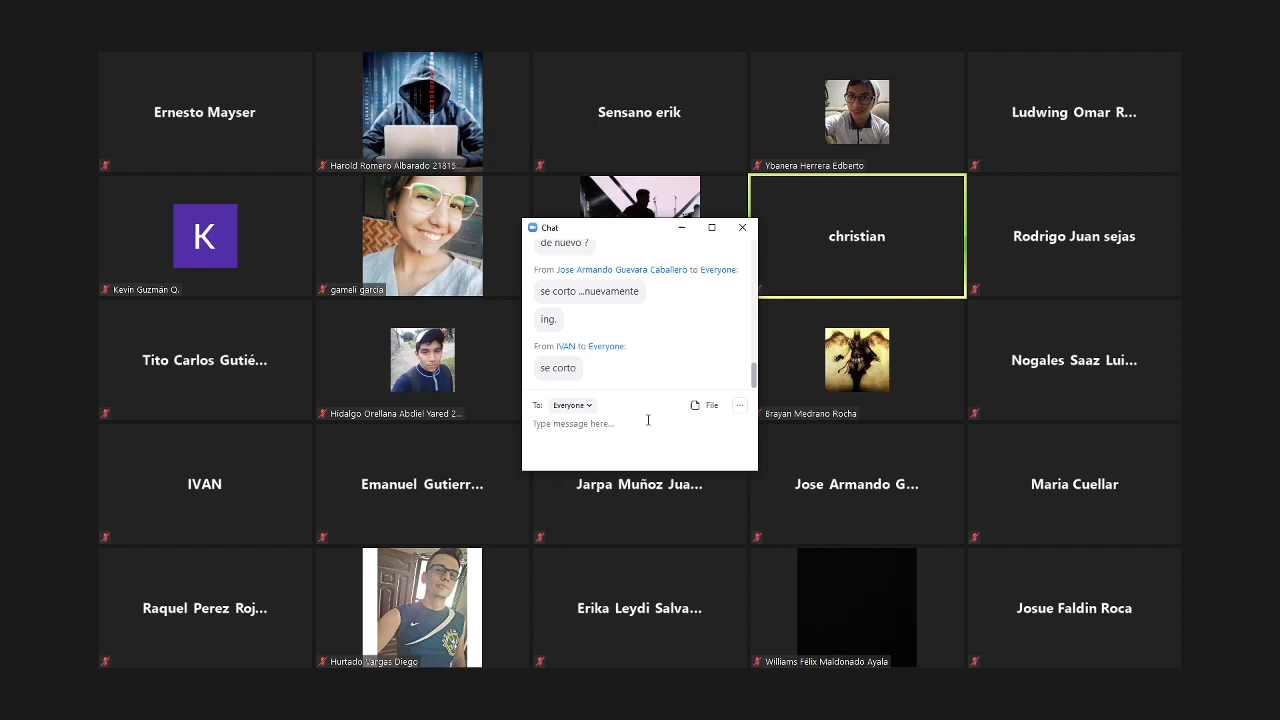 Ernesto Mayser
Harold Romero Albarado 21815...
Sensano erik
Ybanera Herrera Edberto
Ludwing Omar R...
K
Kevin Guzmán Q.
gameli garcia
christian
Rodrigo Juan sejas
Chat
de nuevo ?
From Jose Armando Guevara Caballero to Everyone:
se corto ...nuevamente
ing.
From IVAN to Everyone:
se corto
To: Everyone
File
...
Type message here...
Tito Carlos Gutié...
Hidalgo Orellana Abdiel Yared 2...
Brayan Medrano Rocha
Nogales Saaz Lui...
IVAN
Emanuel Gutierr...
Jarpa Muñoz Jua...
Jose Armando G...
Maria Cuellar
Raquel Perez Roj...
Hurtado Vargas Diego
Erika Leydi Salva...
Williams Félix Maldonado Ayala
Josue Faldin Roca